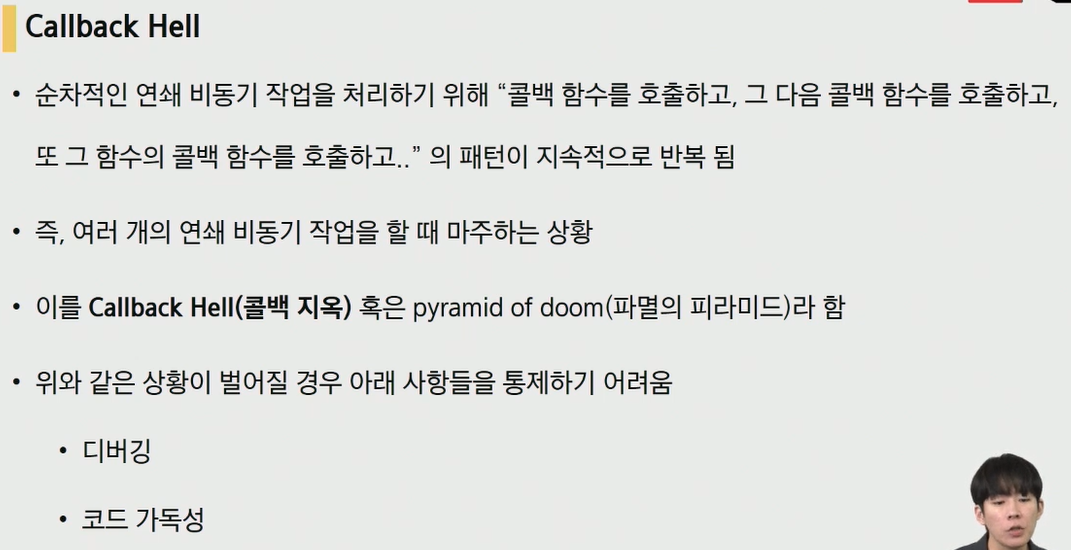 Callback Hell
• 순차적인 연쇄 비동기 작업을 처리하기 위해 “콜백 함수를 호출하고, 그 다음 콜백 함수를 호출하고,
또 그 함수의 콜백 함수를 호출하고..” 의 패턴이 지속적으로 반복 됨
• 즉, 여러 개의 연쇄 비동기 작업을 할 때 마주하는 상황
• 이를 Callback Hell(콜백 지옥) 혹은 pyramid of doom(파멸의 피라미드)라 함
• 위와 같은 상황이 벌어질 경우 아래 사항들을 통제하기 어려움
• 디버깅
• 코드 가독성